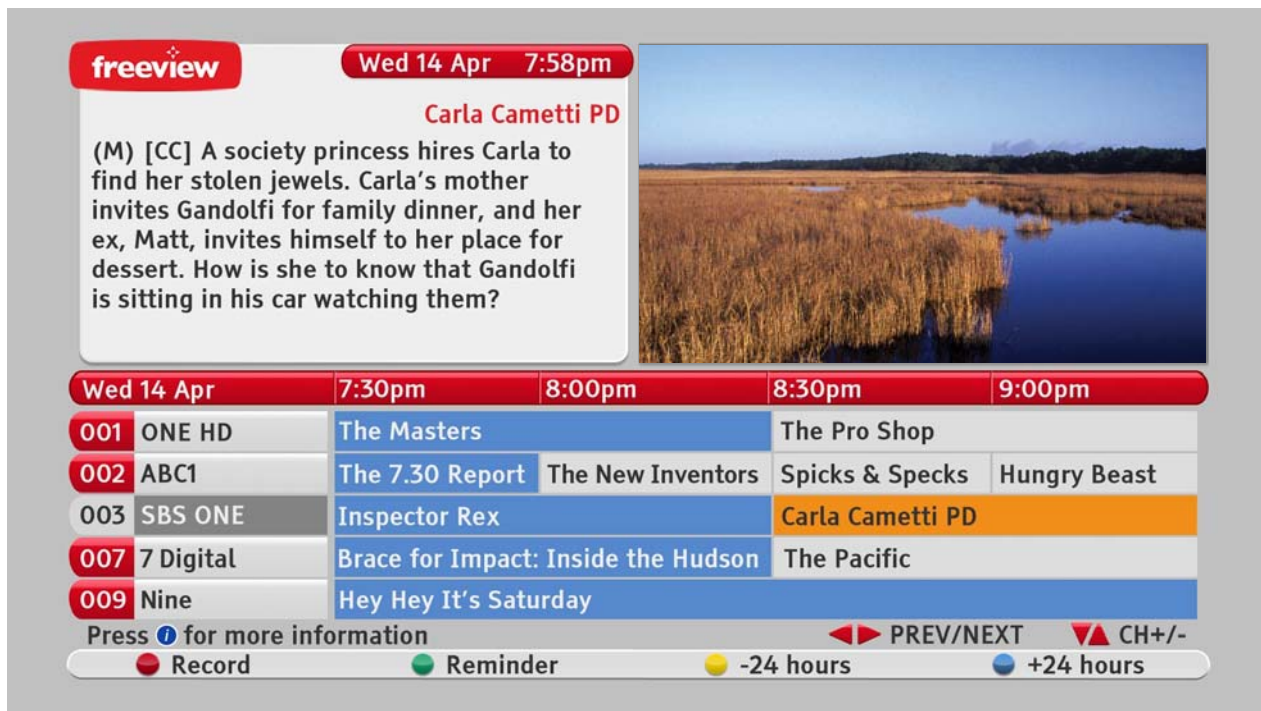 freeview
Wed 14 Apr 7:58pm
Carla Cametti PD
(M) [CC] A society princess hires Carla to
find her stolen jewels. Carla's mother
invites Gandolfi for family dinner, and her
ex, Matt, invites himself to her place for
dessert. How is she to know that Gandolfi
is sitting in his car watching them?
Wed 14 Apr 7:30pm 8:00pm 8:30pm 9:00pm
001 ONE HD The Masters The Pro Shop
002 ABC1 The 7.30 Report The New Inventors Spicks & Specks Hungry Beast
003 SBS ONE Inspector Rex Carla Cametti PD
007 7 Digital Brace for Impact: Inside the Hudson The Pacific
009 Nine Hey Hey It's Saturday
Press i for more information PREV/NEXT CH+/-
Record Reminder -24 hours +24 hours